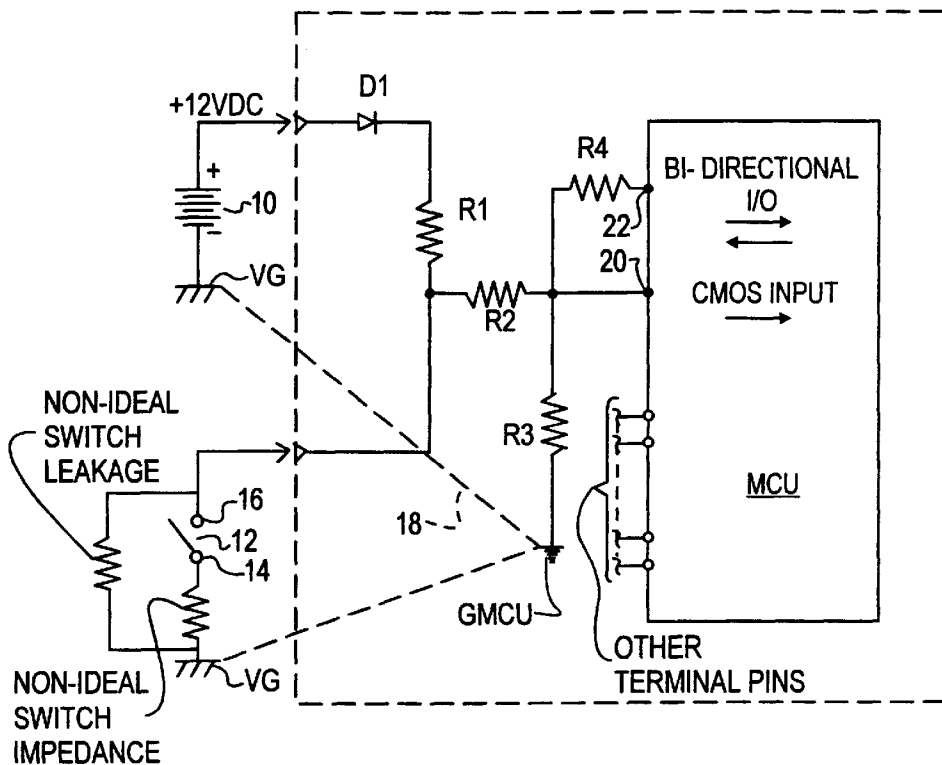 D1
+12VDC
+
10
-
VG
R1
R4
BI- DIRECTIONAL
I/O
22
20
CMOS INPUT
R2
NON-IDEAL
SWITCH
LEAKAGE
R3
MCU
16
12
14
18
GMCU
OTHER
TERMINAL PINS
VG
NON-IDEAL
SWITCH
IMPEDANCE